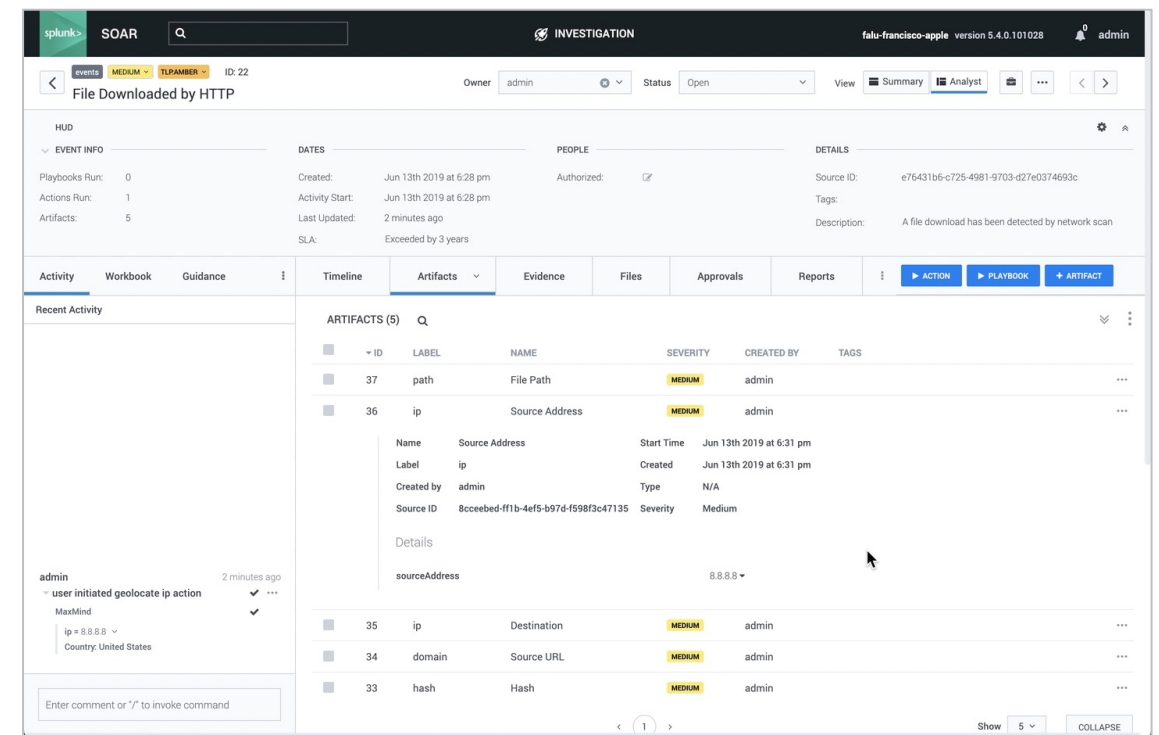 splunk> SOAR INVESTIGATION falu-francisco-apple version 5.4.0.101028 0 admin
events MEDIUM TLP:AMBER ID: 22
File Downloaded by HTTP Owner admin Status Open View Summary Analyst
HUD
EVENT INFO DATES PEOPLE DETAILS
Playbooks Run: 0 Created: Jun 13th 2019 at 6:28 pm Authorized: Source ID: e76431b6-c725-4981-9703-d27e0374693c
Actions Run: 1 Activity Start: Jun 13th 2019 at 6:28 pm Tags:
Artifacts: 5 Last Updated: 2 minutes ago Description: A file download has been detected by network scan
SLA: Exceeded by 3 years
Activity Workbook Guidance Timeline Artifacts Evidence Files Approvals Reports ACTION PLAYBOOK + ARTIFACT
Recent Activity
ARTIFACTS (5)
ID LABEL NAME SEVERITY CREATED BY TAGS
37 path File Path MEDIUM admin
36 ip Source Address MEDIUM admin
Name Source Address Start Time Jun 13th 2019 at 6:31 pm
Label ip Created Jun 13th 2019 at 6:31 pm
Created by admin Type N/A
Source ID 8cceebed-ff1b-4ef5-b97d-f598f3c47135 Severity Medium
Details
sourceAddress 8.8.8.8
admin 2 minutes ago
user initiated geolocate ip action
MaxMind
ip = 8.8.8.8
Country: United States
35 ip Destination MEDIUM admin
34 domain Source URL MEDIUM admin
33 hash Hash MEDIUM admin
Enter comment or "/" to invoke command
< 1 > Show 5 COLLAPSE